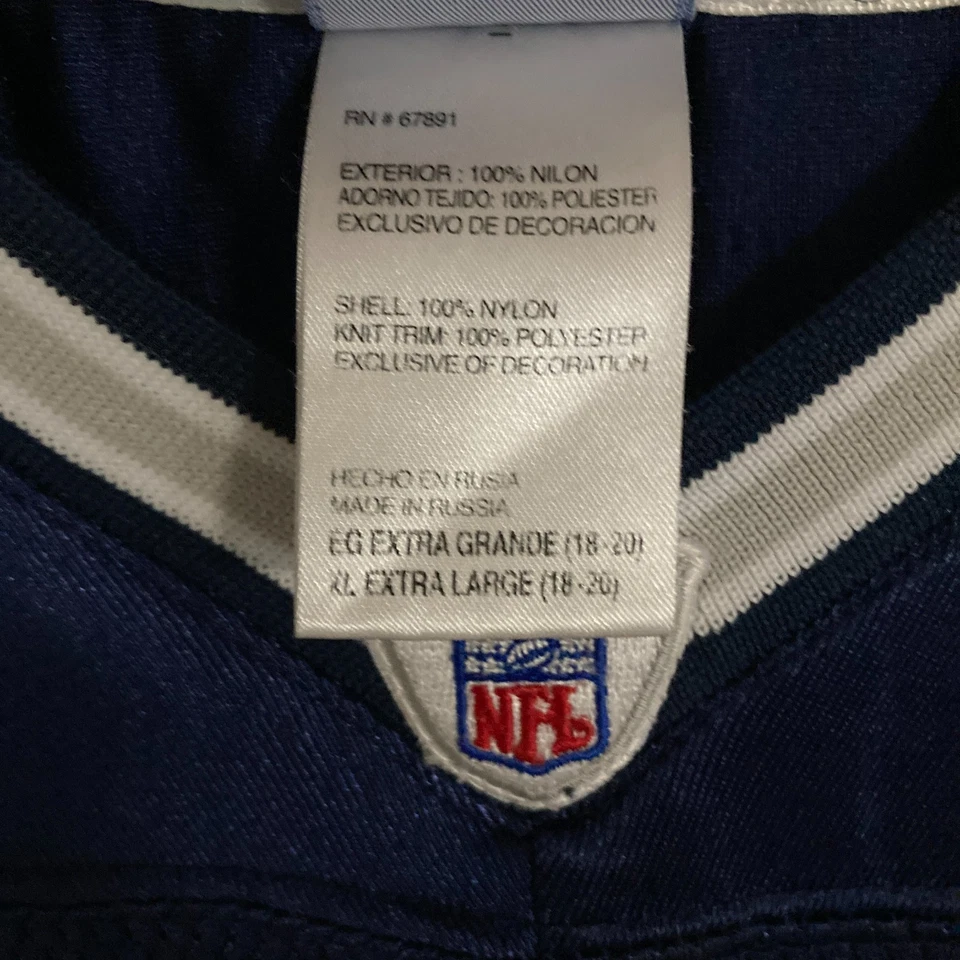 RN # 67891
EXTERIOR : 100% NILON
ADORNO TEJIDO: 100% POLIESTER
EXCLUSIVO DE DECORACION
SHELL: 100% NYLON
KNIT TRIM: 100% POLYESTER
EXCLUSIVE OF DECORATION
HECHO EN RUSIA
MADE IN RUSSIA
EG EXTRA GRANDE (18-20)
XL EXTRA LARGE (18-20)
NFL